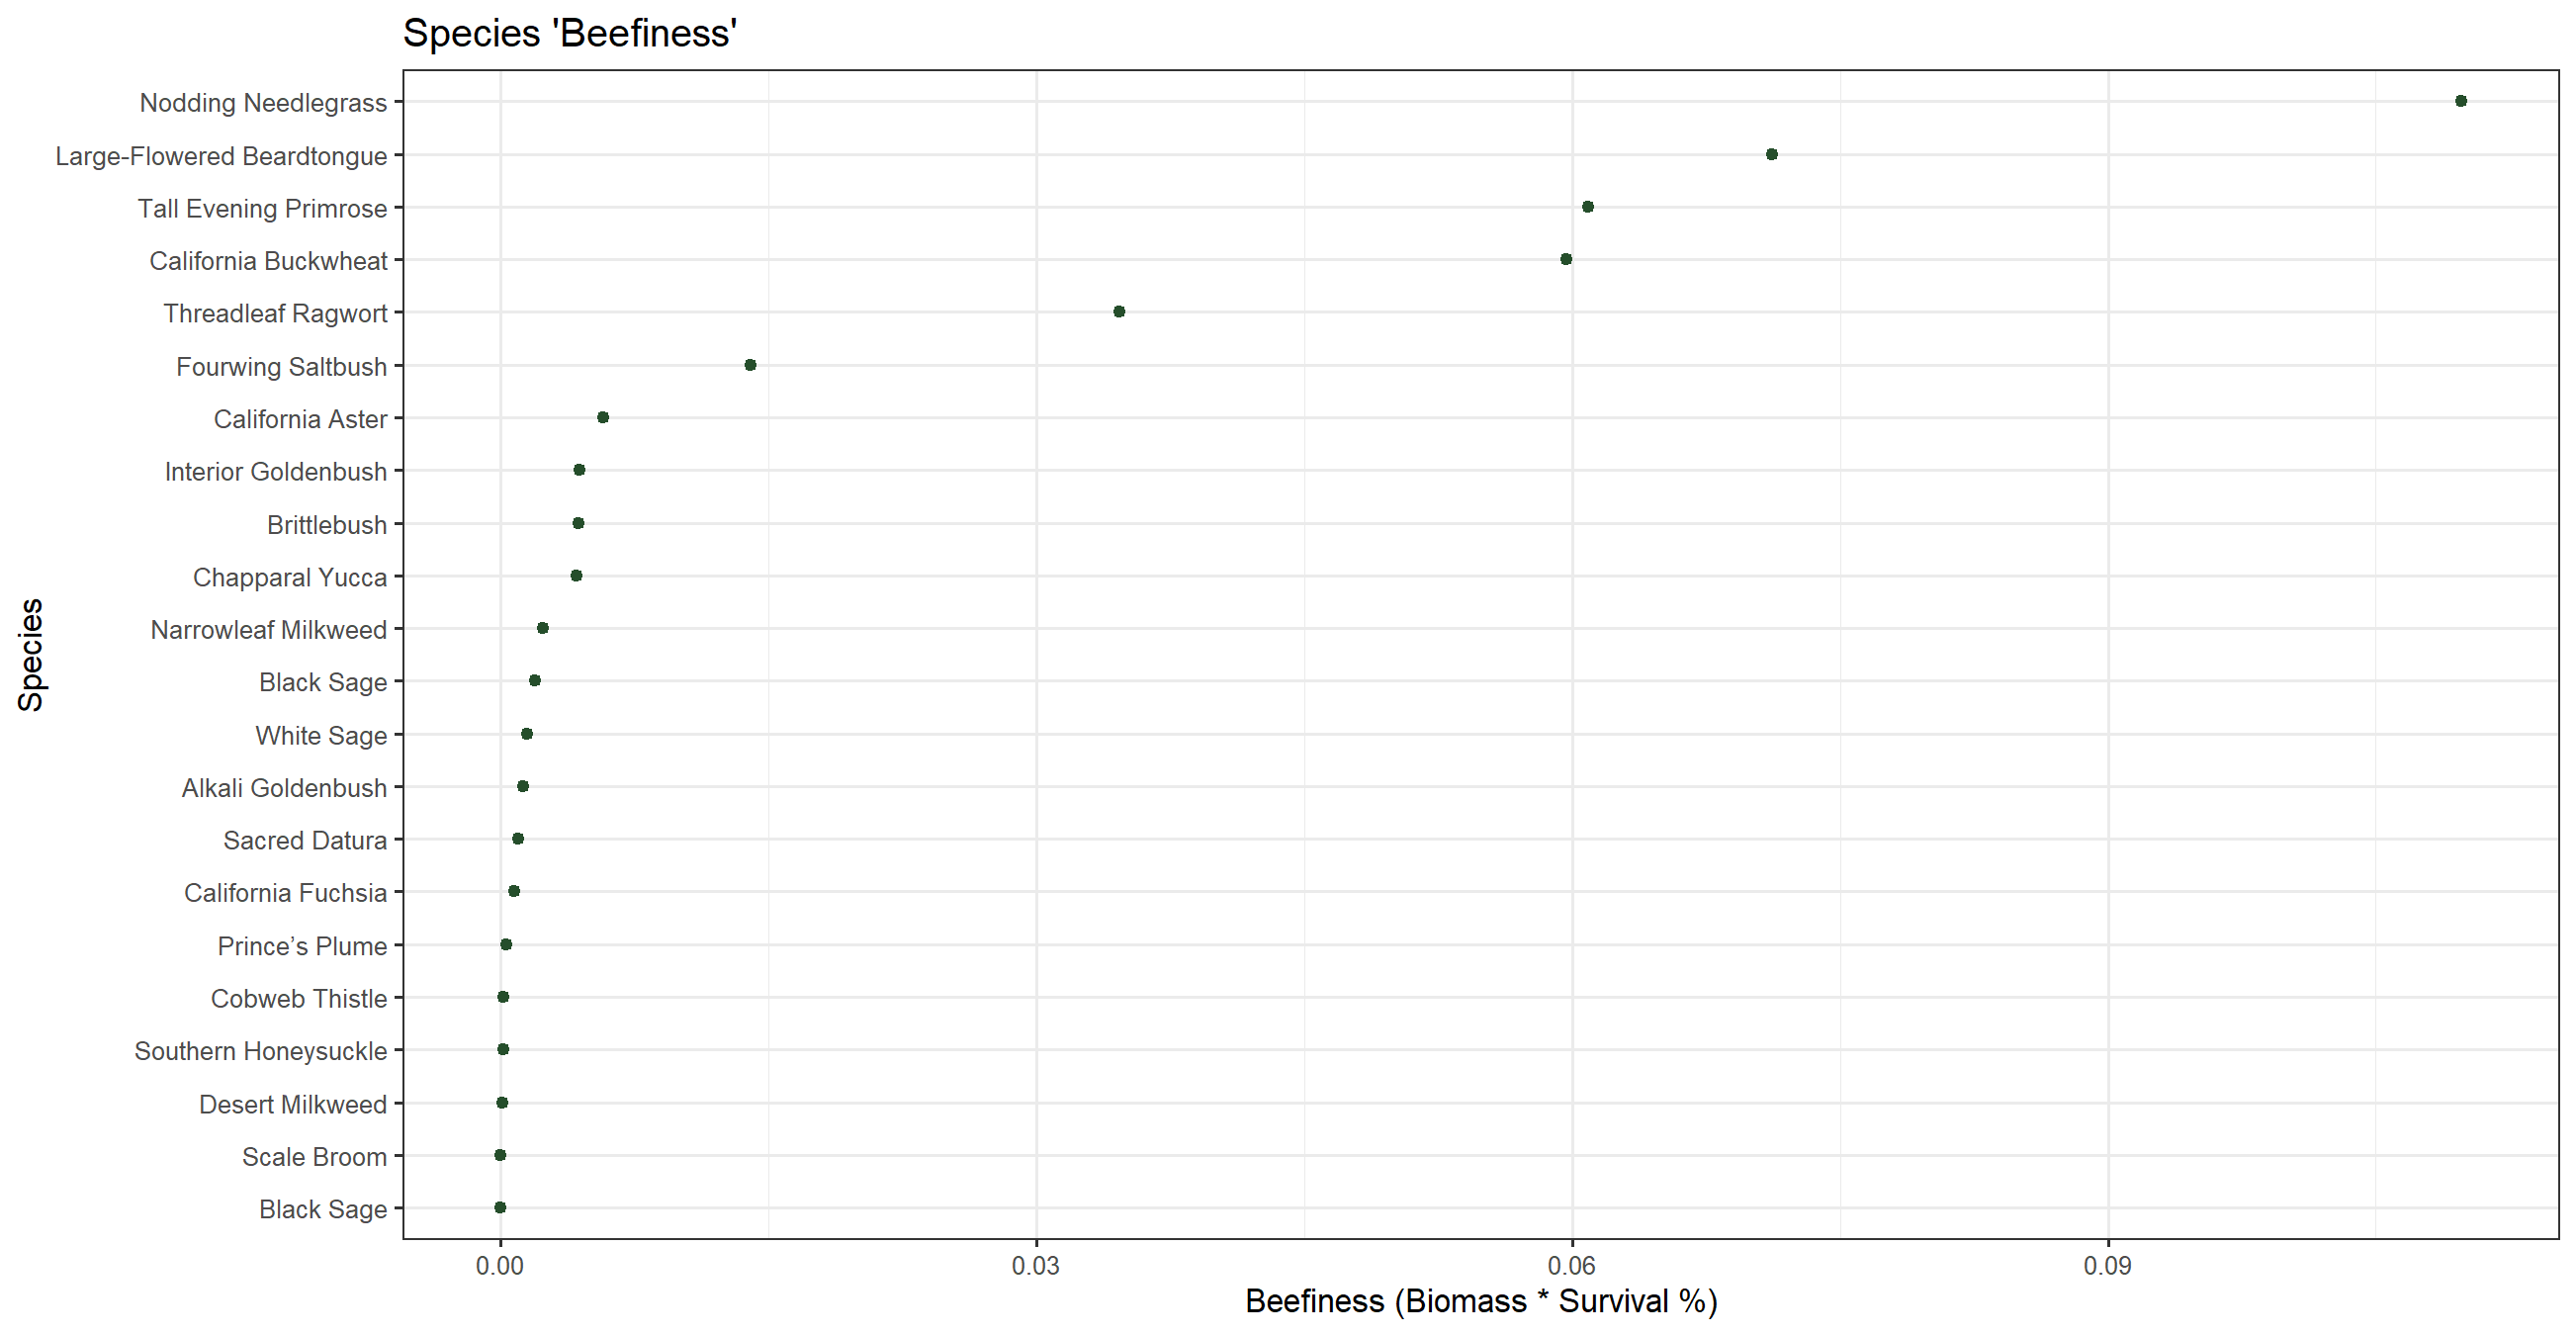 Species 'Beefiness'
Nodding Needlegrass
Large-Flowered Beardtongue
Tall Evening Primrose
California Buckwheat
Threadleaf Ragwort
Fourwing Saltbush
California Aster
Interior Goldenbush
Brittlebush
Chapparal Yucca
Narrowleaf Milkweed
Black Sage
White Sage
Alkali Goldenbush
Sacred Datura
California Fuchsia
Prince’s Plume
Cobweb Thistle
Southern Honeysuckle
Desert Milkweed
Scale Broom
Black Sage
Species
0.00 0.03 0.06 0.09
Beefiness (Biomass * Survival %)